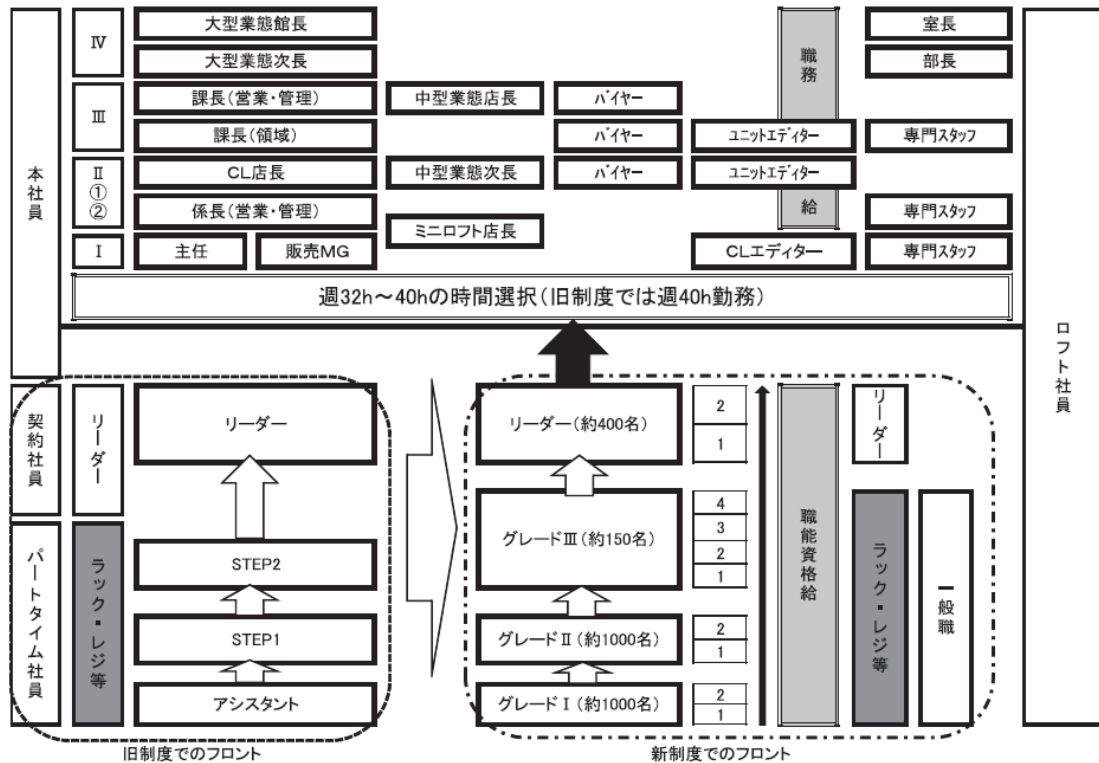 本社員
Ⅳ
大型業態館長
室長
大型業態次長
部長
職務
Ⅲ
課長(営業・管理)
中型業態店長
バイヤー
課長(領域)
バイヤー
ユニットエディター
専門スタッフ
Ⅱ
①
②
CL店長
中型業態次長
バイヤー
ユニットエディター
係長(営業・管理)
給
専門スタッフ
ミニロフト店長
Ⅰ
主任
販売MG
CLエディター
専門スタッフ
週32h～40hの時間選択(旧制度では週40h勤務)
ロフト社員
契約社員
リーダー
リーダー
パートタイム社員
ラック・レジ等
STEP2
STEP1
アシスタント
旧制度でのフロント
リーダー(約400名)
2
1
グレードⅢ(約150名)
4
3
2
1
グレードⅡ(約1000名)
2
1
グレードⅠ(約1000名)
2
1
職能資格給
リーダー
ラック・レジ等
一般職
新制度でのフロント